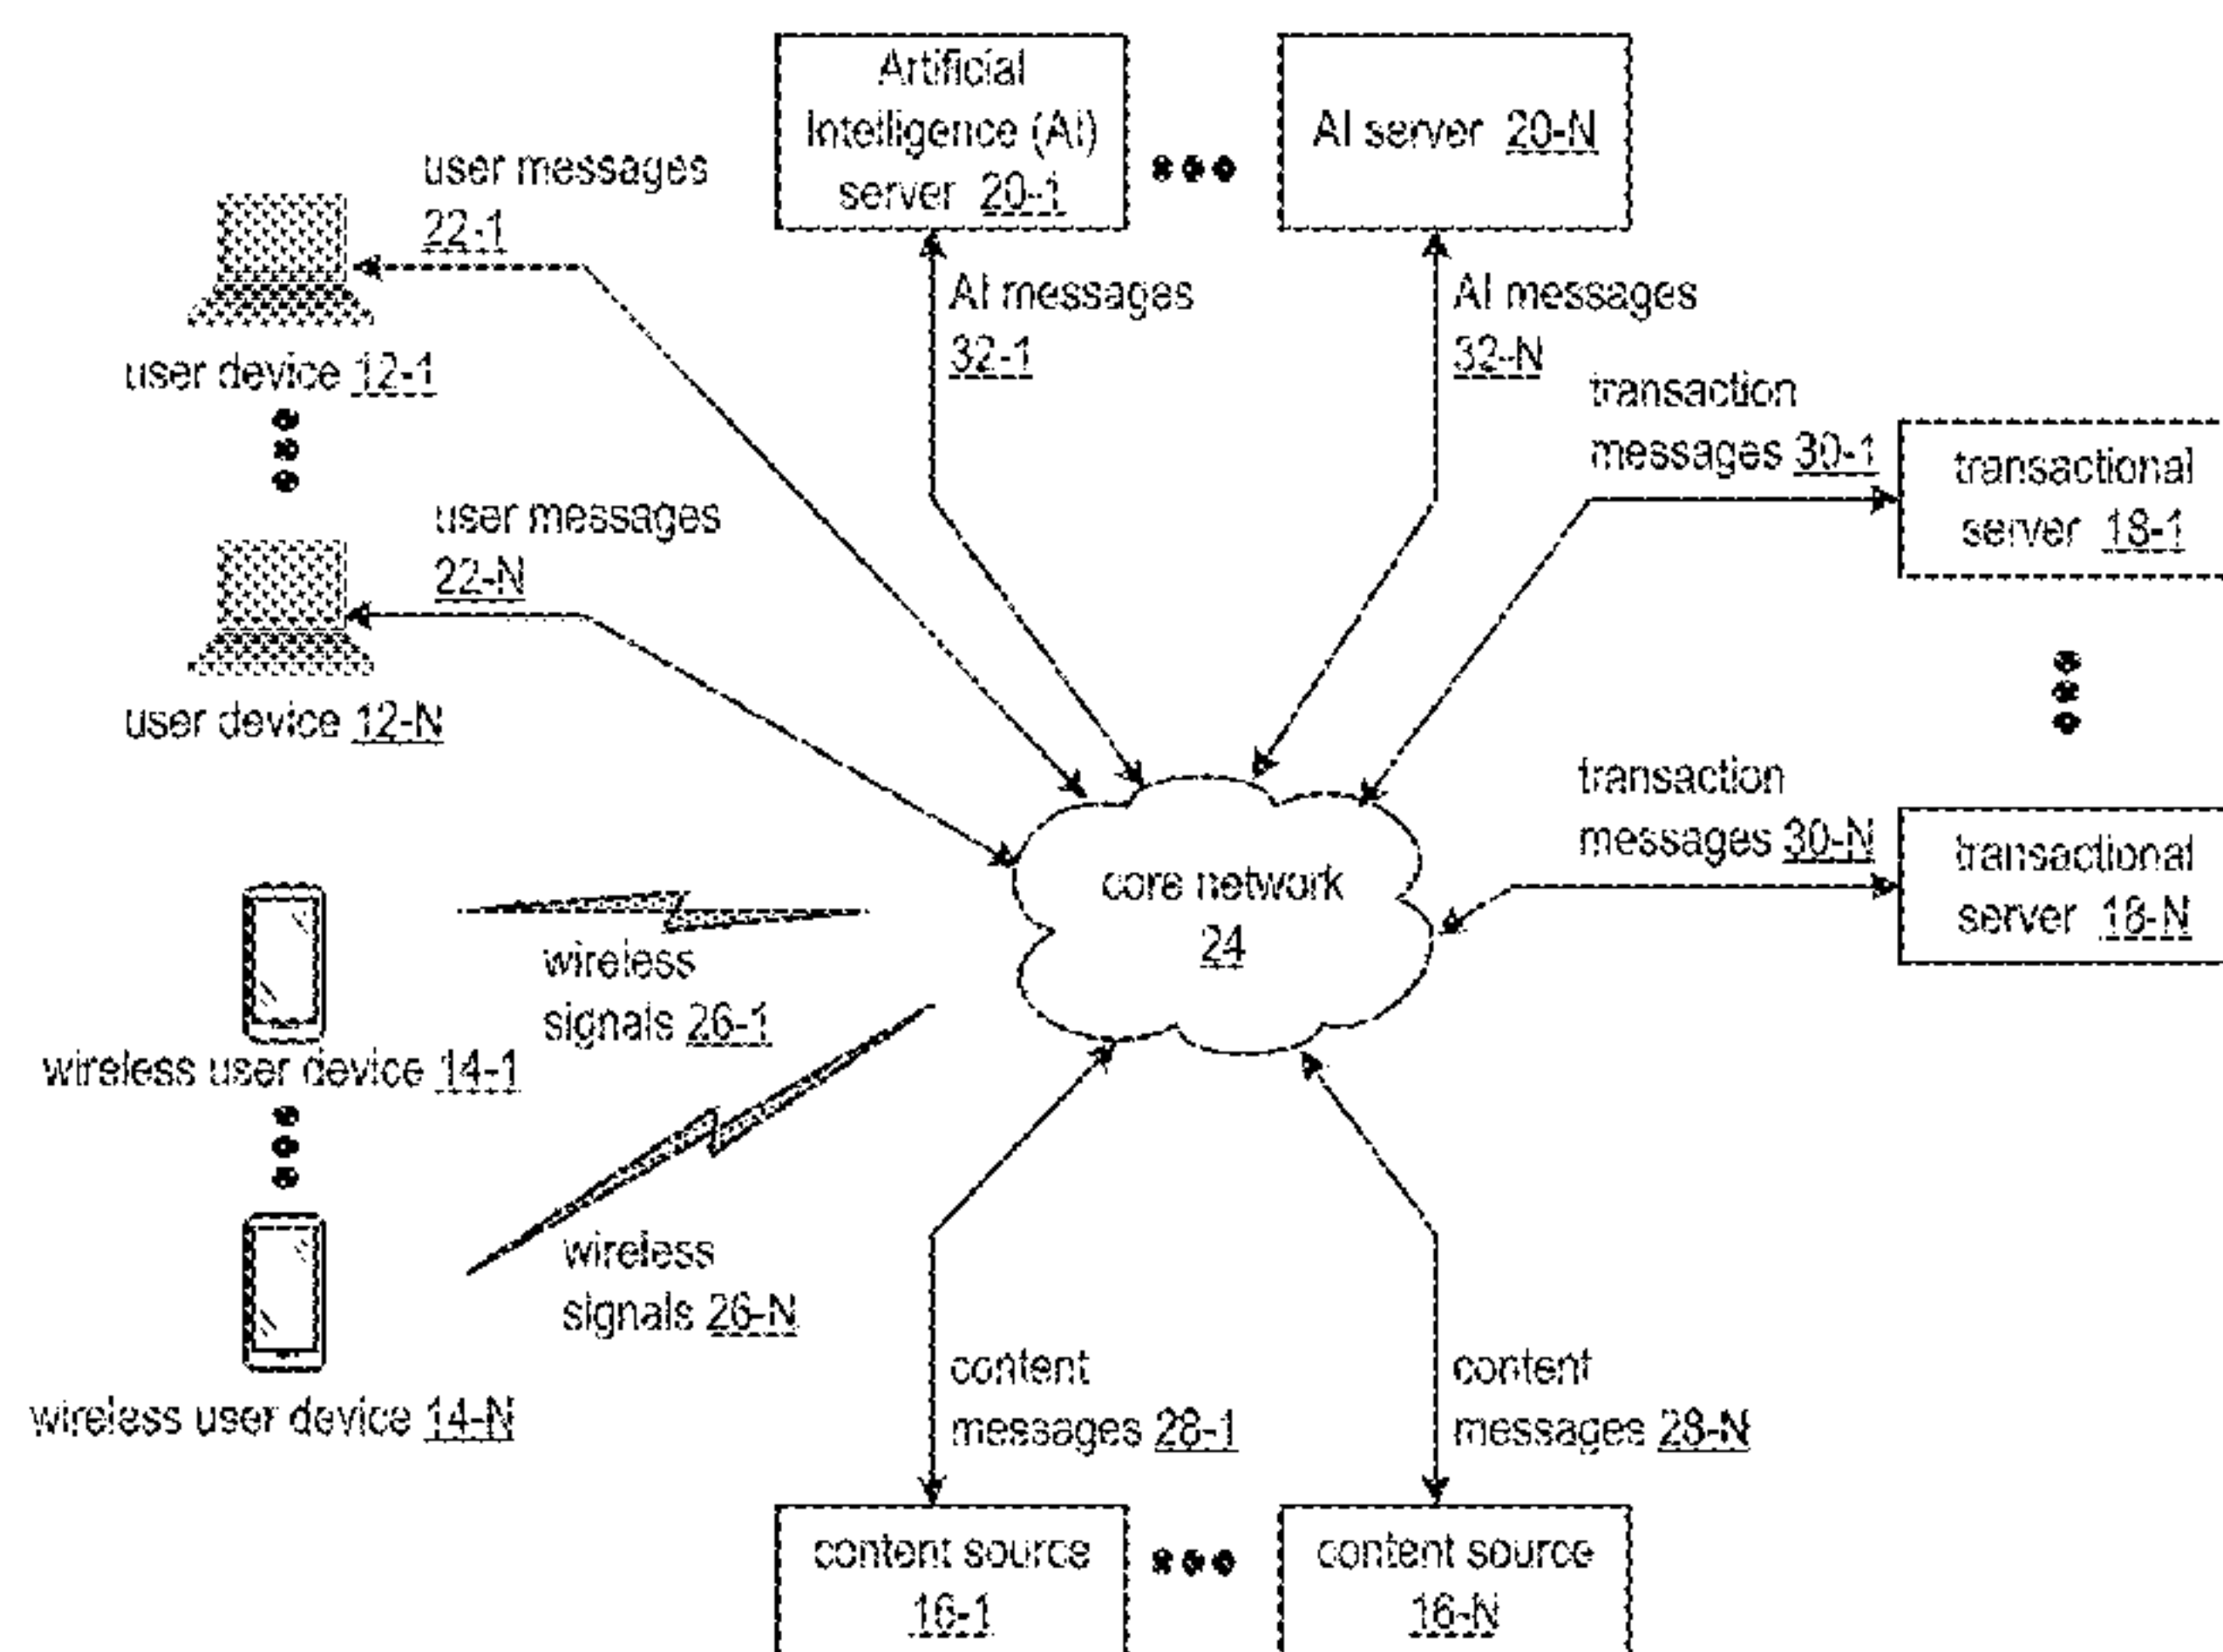 Artificial
Intelligence (AI)
server 20-1
AI server 20-N
user messages
22-1
AI messages
32-1
AI messages
32-N
user device 12-1
transaction
messages 30-1
transactional
server 18-1
user messages
22-N
user device 12-N
transaction
messages 30-N
transactional
server 18-N
core network
24
wireless
signals 26-1
wireless user device 14-1
wireless
signals 26-N
wireless user device 14-N
content
messages 28-1
content
messages 28-N
content source
16-1
content source
16-N